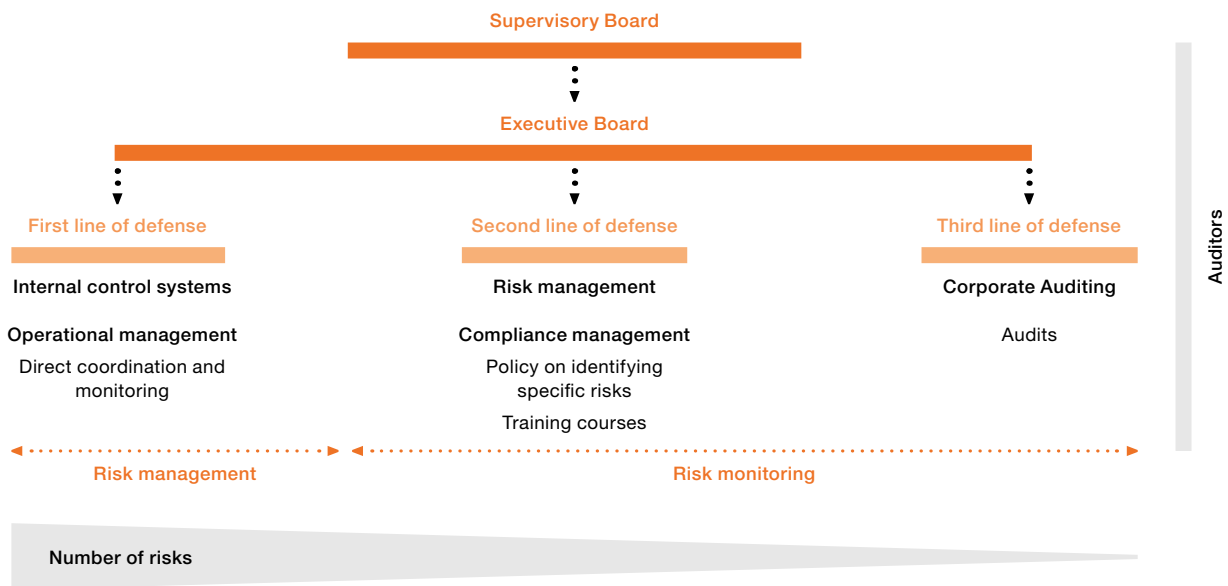 Supervisory Board
Executive Board
First line of defense
Second line of defense
Third line of defense
Internal control systems
Risk management
Corporate Auditing
Operational management
Compliance management
Audits
Direct coordination and
monitoring
Policy on identifying
specific risks
Training courses
Risk management
Risk monitoring
Number of risks
Auditors